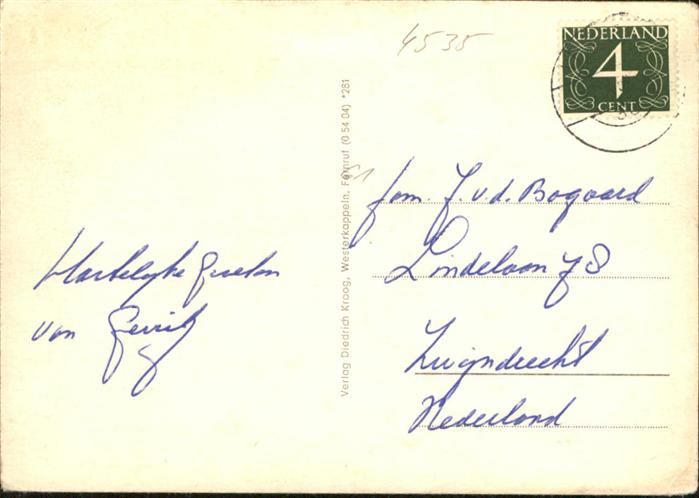 4535
NEDERLAND
4
CENT
Hartelijke Groeten
van Gerrit
Verlag Diedrich Kroog, Westerkappeln, Fernruf (0 54 04) *281
fam. J. v. d. Bogaard
Lindelaan 78
Zwijndrecht
Nederland